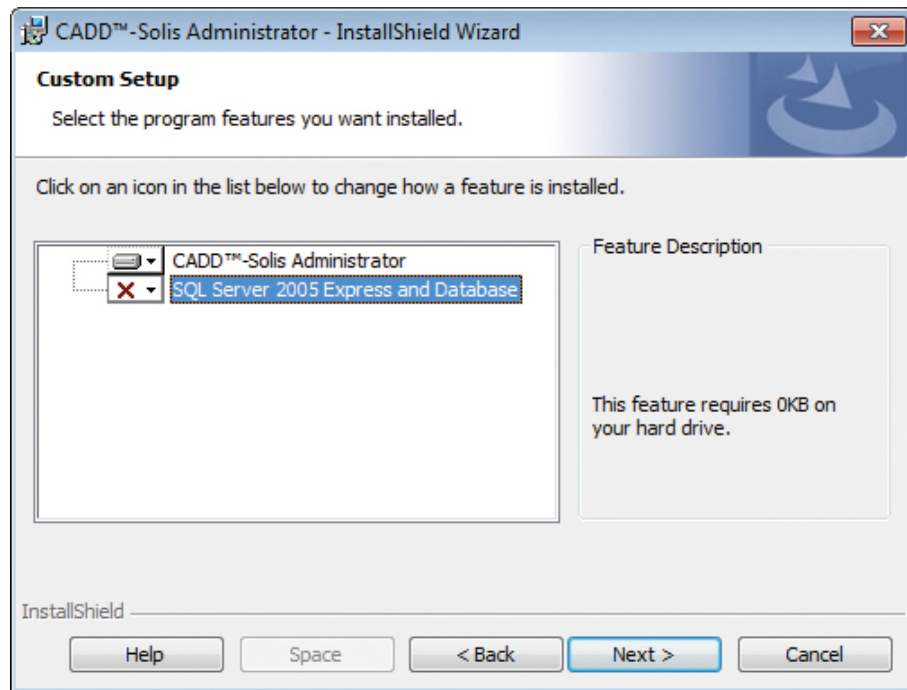 CADD™-Solis Administrator - InstallShield Wizard
Custom Setup
Select the program features you want installed.
Click on an icon in the list below to change how a feature is installed.
CADD™-Solis Administrator
SQL Server 2005 Express and Database
Feature Description
This feature requires 0KB on
your hard drive.
InstallShield
Help
Space
< Back
Next >
Cancel